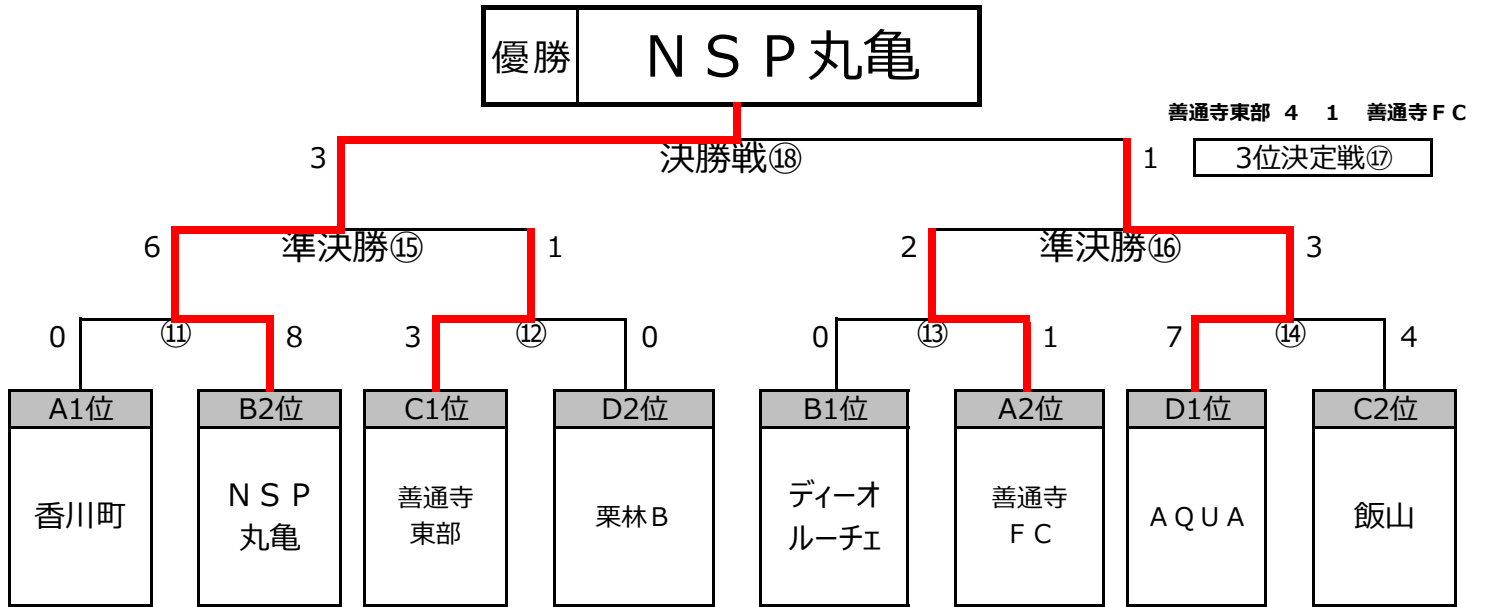 優勝 ＮＳＰ丸亀
善通寺東部 4 1 善通寺ＦＣ
3 決勝戦⑱ 1 3位決定戦⑰
6 準決勝⑮ 1 2 準決勝⑯ 3
0 ⑪ 8 3 ⑫ 0 0 ⑬ 1 7 ⑭ 4
A1位 B2位 C1位 D2位 B1位 A2位 D1位 C2位
香川町
ＮＳＰ
丸亀
善通寺
東部
栗林Ｂ
ディーオ
ルーチェ
善通寺
ＦＣ
ＡＱＵＡ
飯山